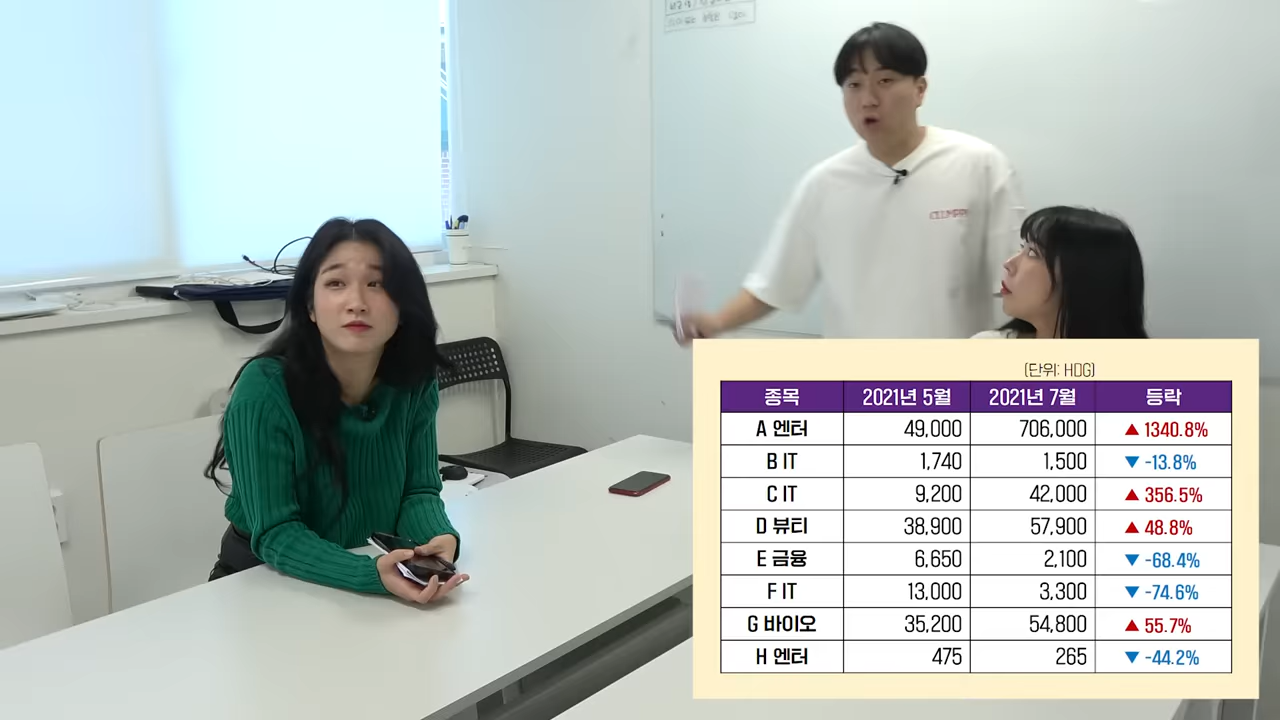 (단위: HDG)
종목 2021년 5월 2021년 7월 등락
A 엔터 49,000 706,000 ▲ 1340.8%
B IT 1,740 1,500 ▼ -13.8%
C IT 9,200 42,000 ▲ 356.5%
D 뷰티 38,900 57,900 ▲ 48.8%
E 금융 6,650 2,100 ▼ -68.4%
F IT 13,000 3,300 ▼ -74.6%
G 바이오 35,200 54,800 ▲ 55.7%
H 엔터 475 265 ▼ -44.2%